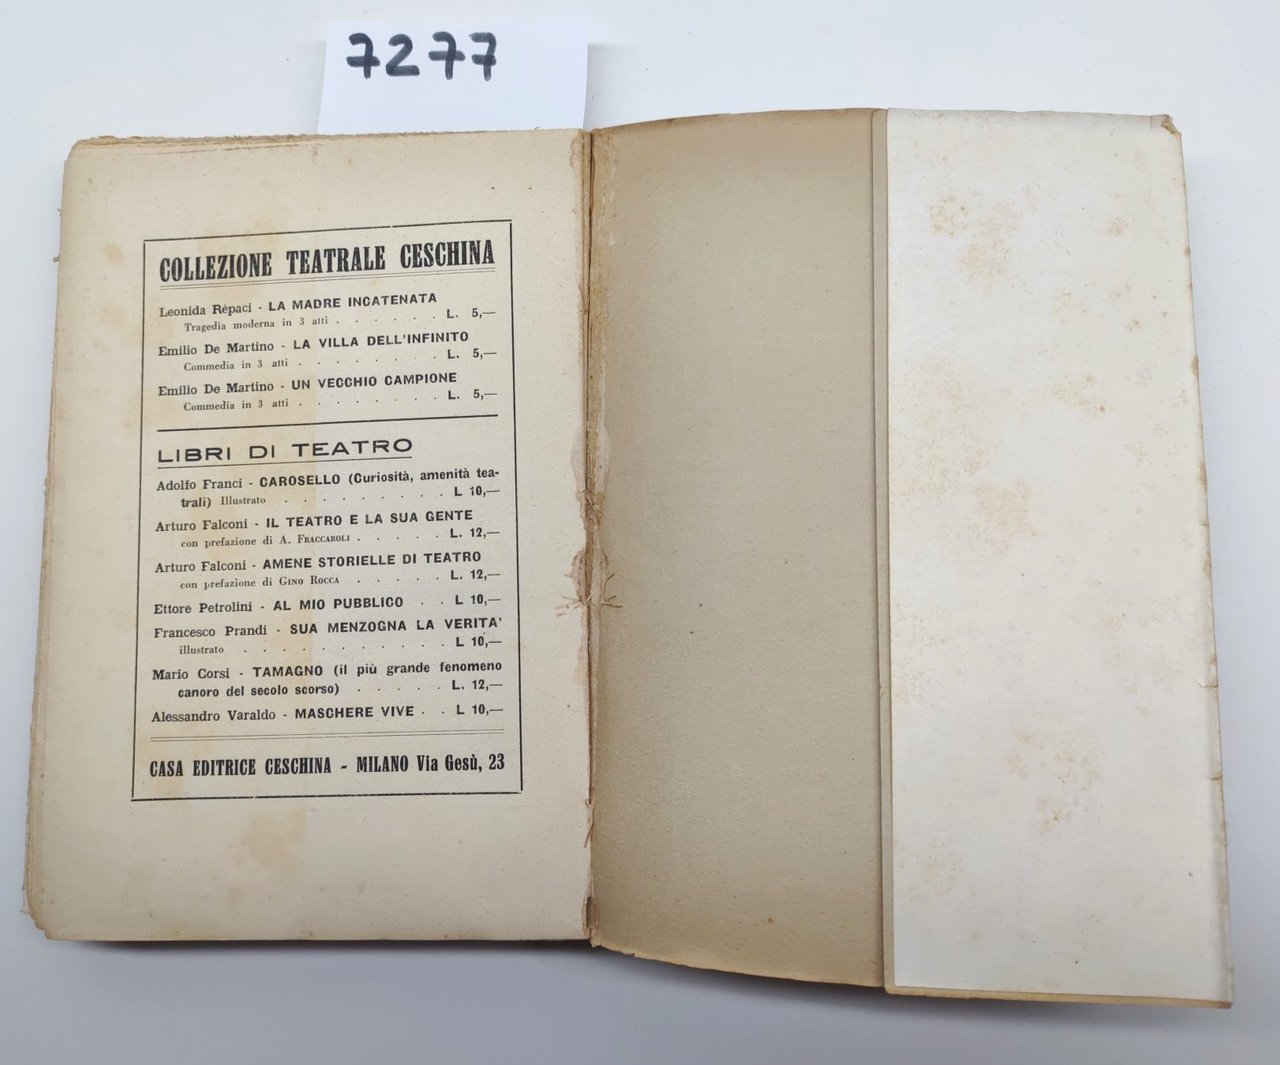 7277
COLLEZIONE TEATRALE CESCHINA
Leonida Rèpaci - LA MADRE INCATENATA
Tragedia moderna in 3 atti . . . . . . L. 5,—
Emilio De Martino - LA VILLA DELL'INFINITO
Commedia in 3 atti . . . . . . . . L. 5,—
Emilio De Martino - UN VECCHIO CAMPIONE
Commedia in 3 atti . . . . . . . . L. 5,—
LIBRI DI TEATRO
Adolfo Franci - CAROSELLO (Curiosità, amenità tea-
trali) Illustrato . . . . . . . . . L 10,—
Arturo Falconi - IL TEATRO E LA SUA GENTE
con prefazione di A. FRACCAROLI . . . . . L. 12,—
Arturo Falconi - AMENE STORIELLE DI TEATRO
con prefazione di GINO ROCCA . . . . . L. 12,—
Ettore Petrolini - AL MIO PUBBLICO . . L 10,—
Francesco Prandi - SUA MENZOGNA LA VERITA'
illustrato . . . . . . . . . . . L 10,—
Mario Corsi - TAMAGNO (il più grande fenomeno
canoro del secolo scorso) . . . . . L. 12,—
Alessandro Varaldo - MASCHERE VIVE . . L 10,—
CASA EDITRICE CESCHINA - MILANO Via Gesù, 23